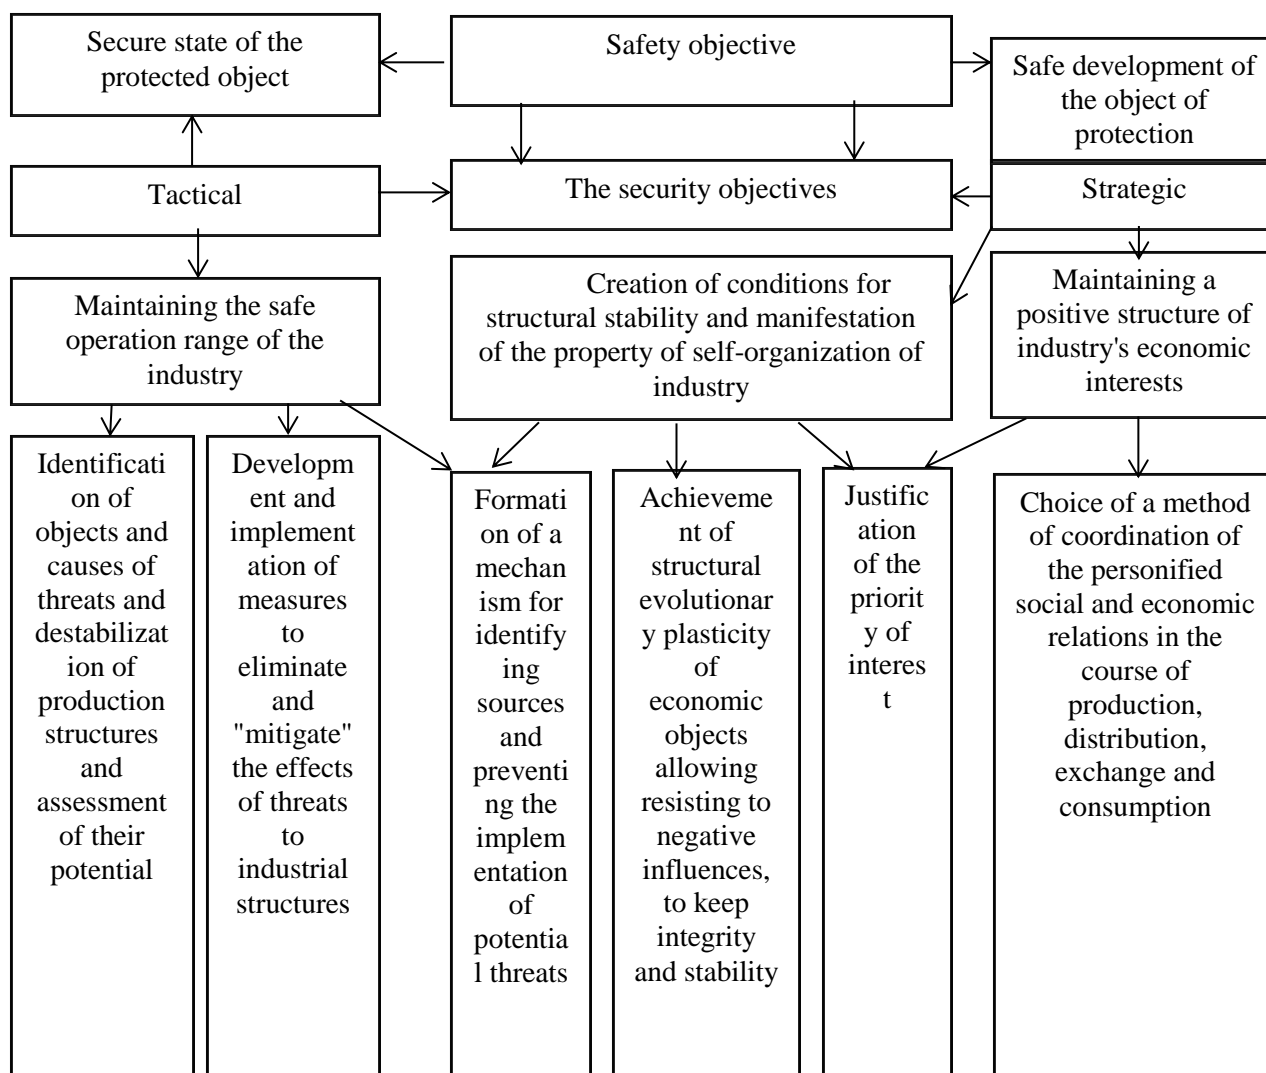 Secure state of the
protected object
Safety objective
Safe development of
the object of
protection
Tactical
The security objectives
Strategic
Maintaining the safe
operation range of the
industry
Creation of conditions for
structural stability and manifestation
of the property of self-organization of
industry
Maintaining a
positive structure of
industry's economic
interests
Identificati
on of
objects and
causes of
threats and
destabilizat
ion of
production
structures
and
assessment
of their
potential
Developm
ent and
implement
ation of
measures
to
eliminate
and
"mitigate"
the effects
of threats
to
industrial
structures
Formati
on of a
mechan
ism for
identify
ing
sources
and
preventi
ng the
implem
entation
of
potentia
l threats
Achieveme
nt of
structural
evolutionar
y plasticity
of
economic
objects
allowing
resisting to
negative
influences,
to keep
integrity
and stability
Justific
ation
of the
priorit
y of
interes
t
Choice of a method
of coordination of
the personified
social and economic
relations in the
course of
production,
distribution,
exchange and
consumption